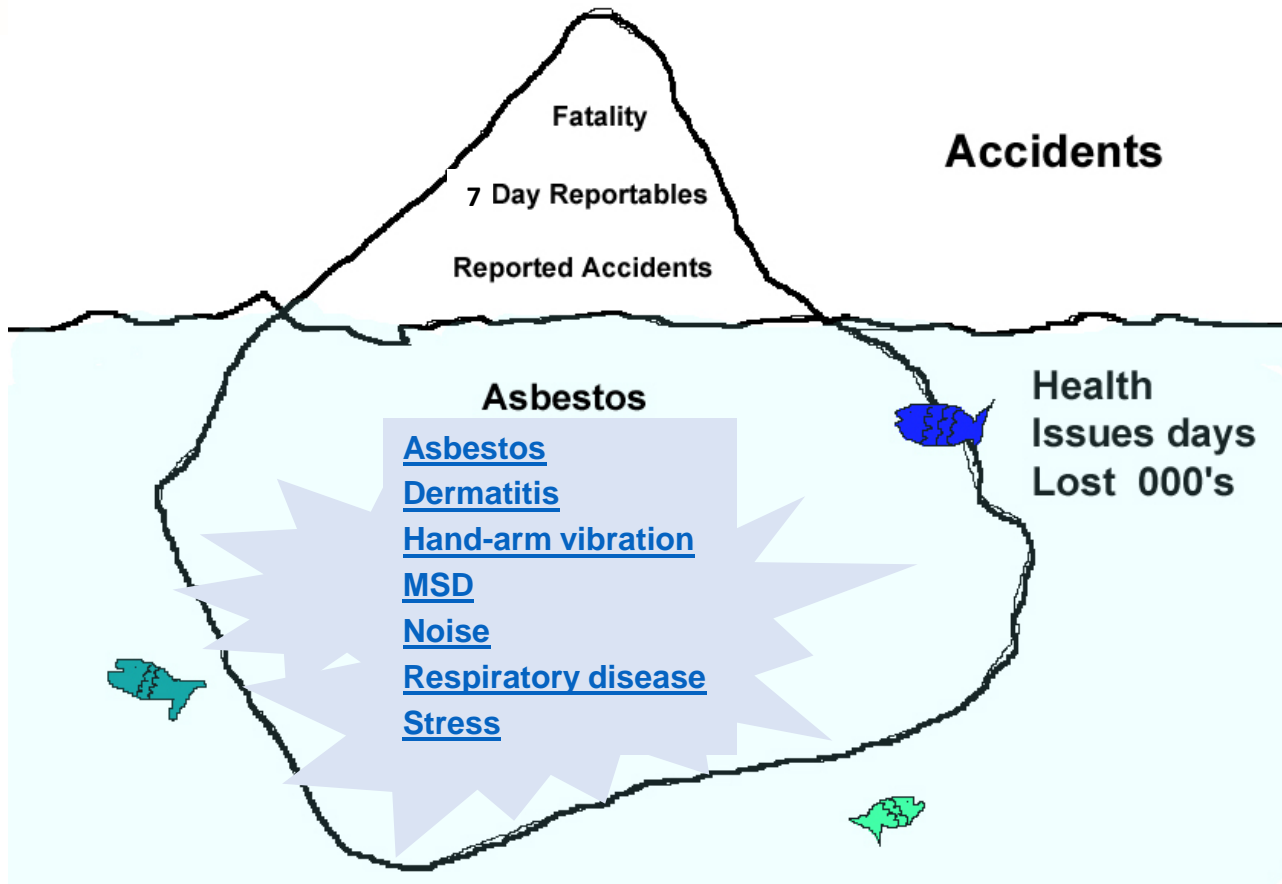 Fatality
Accidents
7 Day Reportables
Reported Accidents
Asbestos
Health
Issues days
Lost 000's
Asbestos
Dermatitis
Hand-arm vibration
MSD
Noise
Respiratory disease
Stress